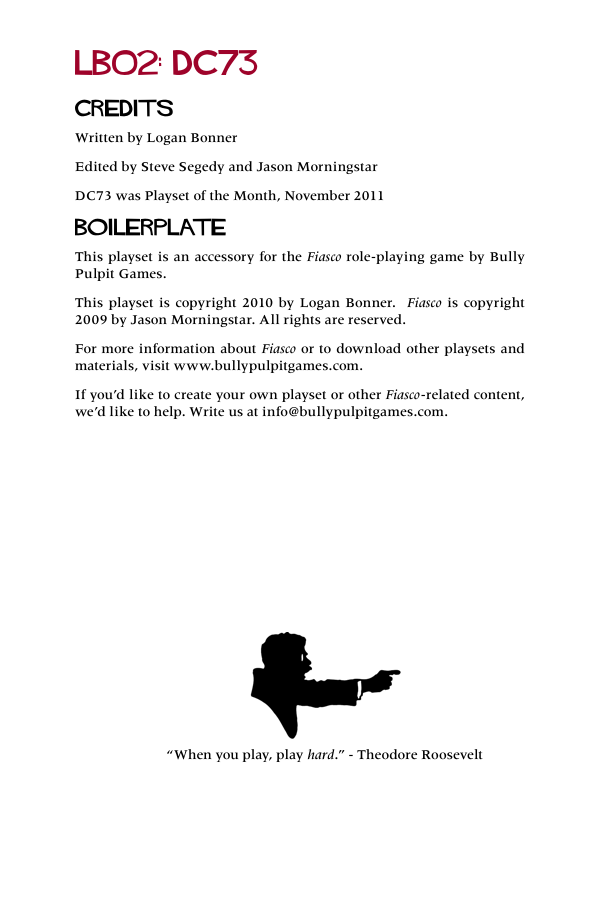 LB02: DC73
CREDITS
Written by Logan Bonner
Edited by Steve Segedy and Jason Morningstar
DC73 was Playset of the Month, November 2011
BOILERPLATE
This playset is an accessory for the Fiasco role-playing game by Bully
Pulpit Games.
This playset is copyright 2010 by Logan Bonner. Fiasco is copyright
2009 by Jason Morningstar. All rights are reserved.
For more information about Fiasco or to download other playsets and
materials, visit www.bullypulpitgames.com.
If you’d like to create your own playset or other Fiasco-related content,
we’d like to help. Write us at info@bullypulpitgames.com.
“When you play, play hard.” - Theodore Roosevelt